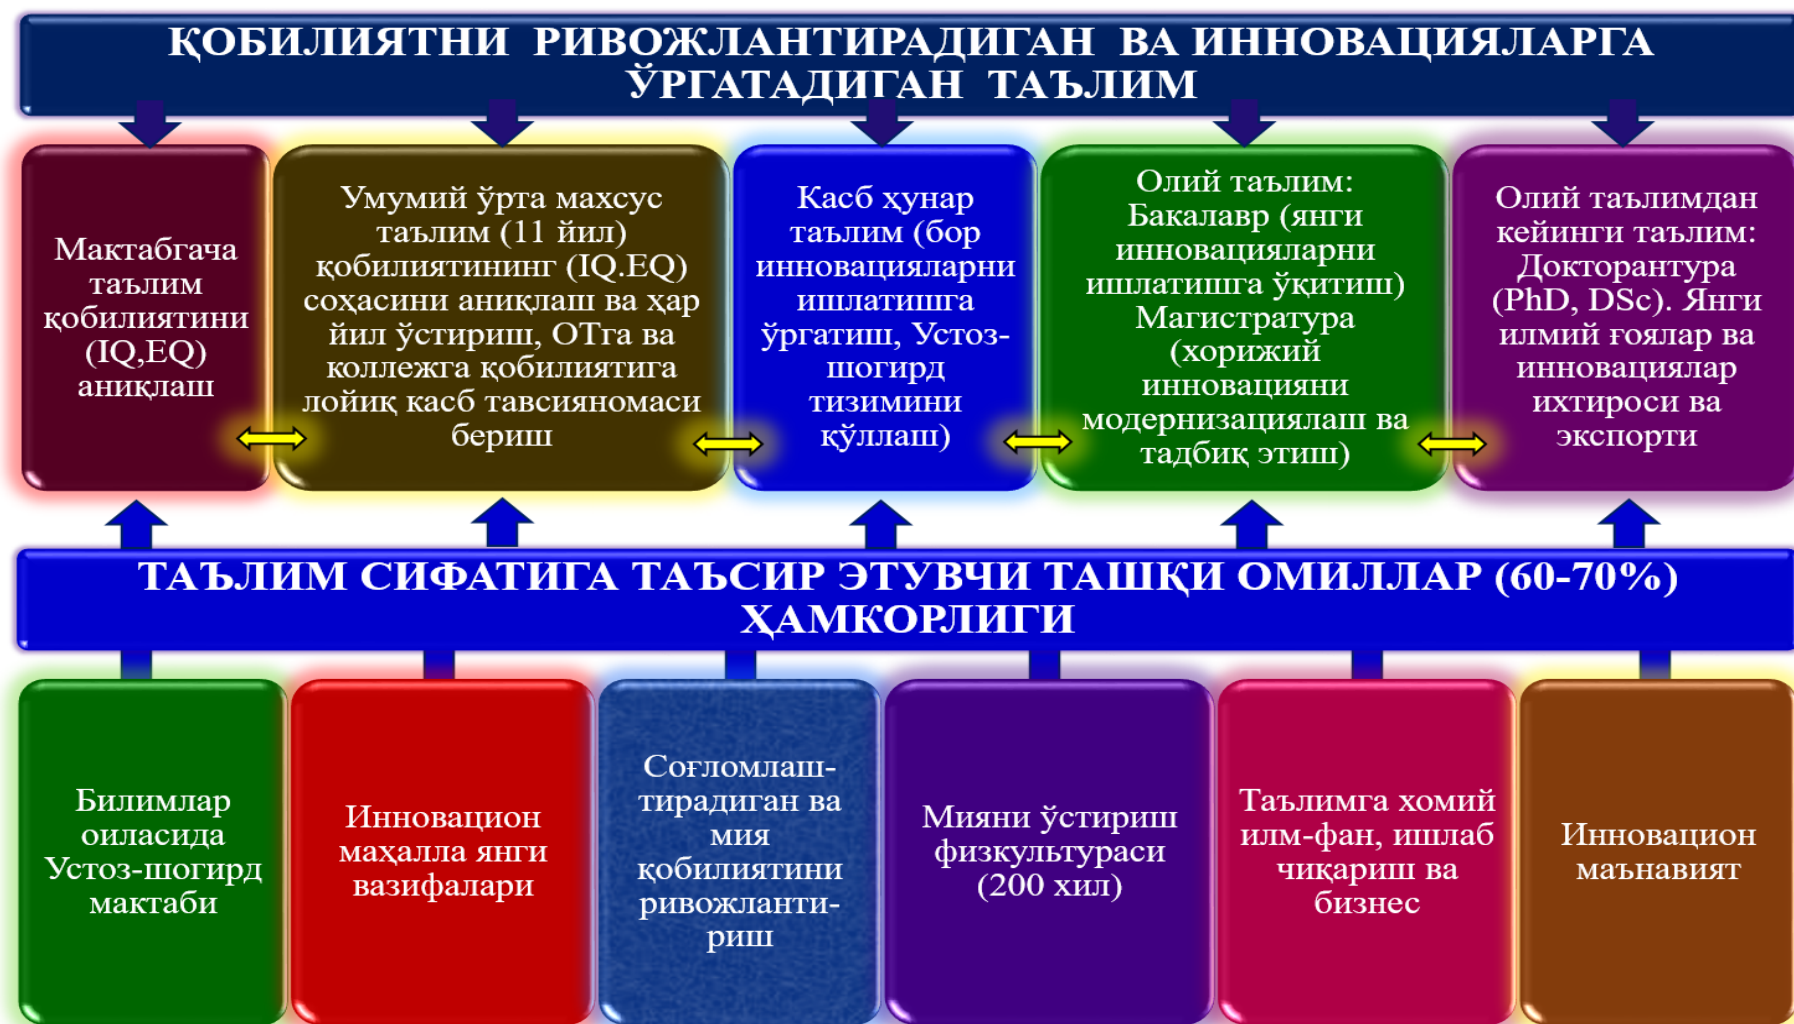 ҚОБИЛИЯТНИ РИВОЖЛАНТИРАДИГАН ВА ИННОВАЦИЯЛАРГА
ЎРГАТАДИГАН ТАЪЛИМ
Мактабгача
таълим
қобилиятини
(IQ,EQ)
аниқлаш
Умумий ўрта махсус
таълим (11 йил)
қобилиятининг (IQ.EQ)
соҳасини аниқлаш ва ҳар
йил ўстириш, ОТга ва
коллежга қобилиятига
лойиқ касб тавсияномаси
бериш
Касб ҳунар
таълим (бор
инновацияларни
ишлатишга
ўргатиш, Устоз-
шогирд
тизимини
қўллаш)
Олий таълим:
Бакалавр (янги
инновацияларни
ишлатишга ўқитиш)
Магистратура
(хорижий
инновацияни
модернизациялаш ва
тадбиқ этиш)
Олий таълимдан
кейинги таълим:
Докторантура
(PhD, DSc). Янги
илмий ғоялар ва
инновациялар
ихтироси ва
экспорти
ТАЪЛИМ СИФАТИГА ТАЪСИР ЭТУВЧИ ТАШҚИ ОМИЛЛАР (60-70%)
ҲАМКОРЛИГИ
Билимлар
оиласида
Устоз-шогирд
мактаби
Инновацион
маҳалла янги
вазифалари
Соғломлаш-
тирадиган ва
мия
қобилиятини
ривожланти-
риш
Мияни ўстириш
физкультураси
(200 хил)
Таълимга хомий
илм-фан, ишлаб
чиқариш ва
бизнес
Инновацион
маънавият